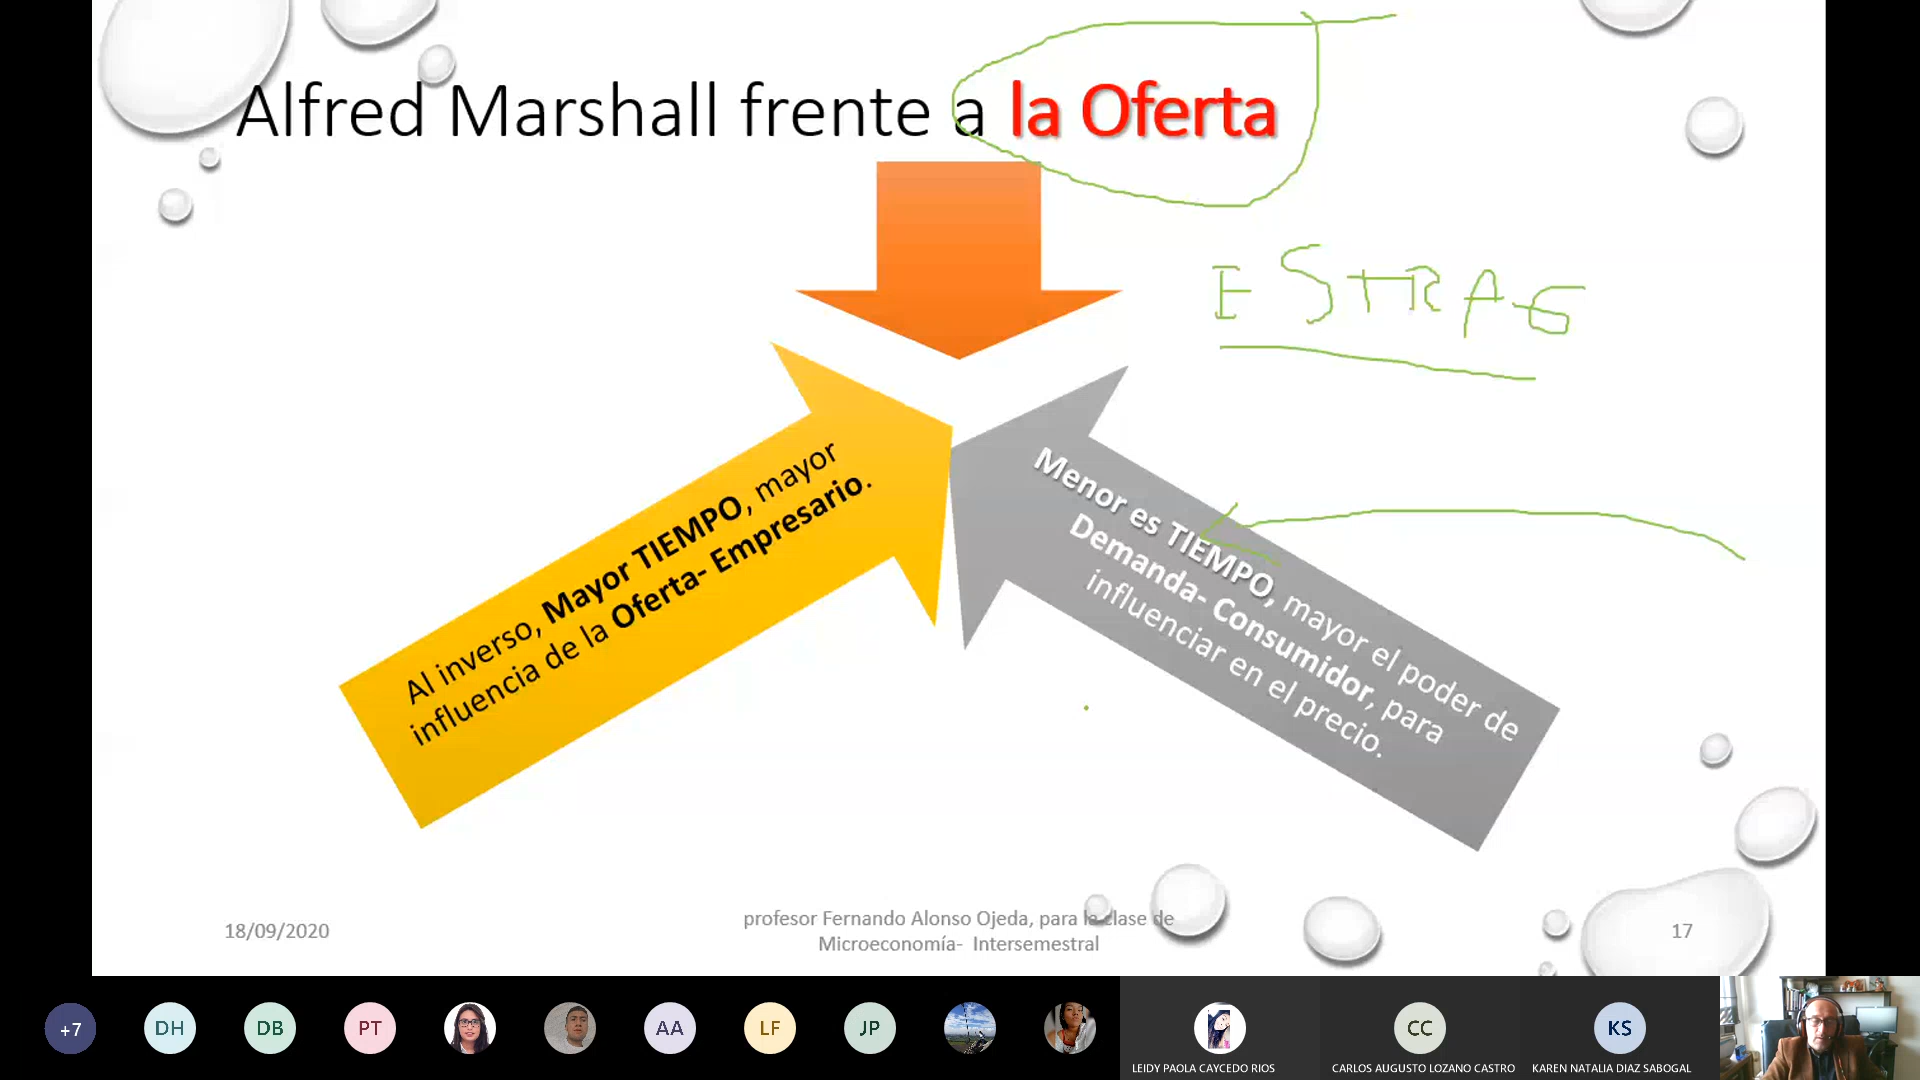 Alfred Marshall frente a la Oferta
E STRAG
Al inverso, Mayor TIEMPO, mayor
influencia de la Oferta- Empresario.
Menor es TIEMPO, mayor el poder de
Demanda- Consumidor, para
influenciar en el precio.
18/09/2020
profesor Fernando Alonso Ojeda, para la clase de
Microeconomía- Intersemestral
17
+7
DH
DB
PT
AA
LF
JP
CC
KS
LEIDY PAOLA CAYCEDO RIOS
CARLOS AUGUSTO LOZANO CASTRO
KAREN NATALIA DIAZ SABOGAL